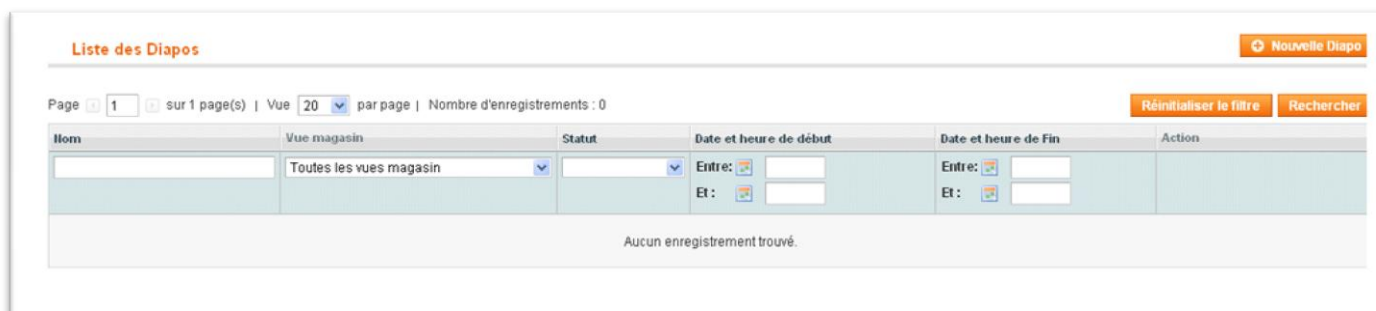 Liste des Diapos
Nouvelle Diapo
Page 1 sur 1 page(s) | Vue 20 par page | Nombre d'enregistrements : 0
Réinitialiser le filtre Rechercher
Nom Vue magasin Statut Date et heure de début Date et heure de Fin Action
Toutes les vues magasin Entre: Entre:
Et : Et :
Aucun enregistrement trouvé.